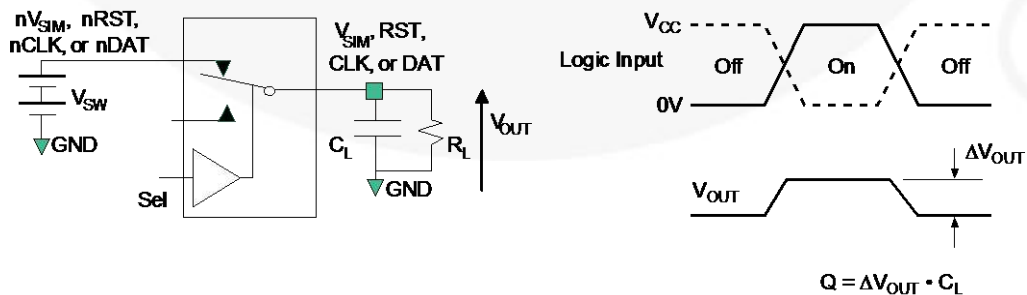 nVSIM, nRST,
nCLK, or nDAT
VSW
GND
Sel
VSIM, RST,
CLK, or DAT
CL
RL
GND
VOUT
VCC
Logic Input
Off
On
Off
0V
VOUT
ΔVOUT
Q = ΔVOUT • CL